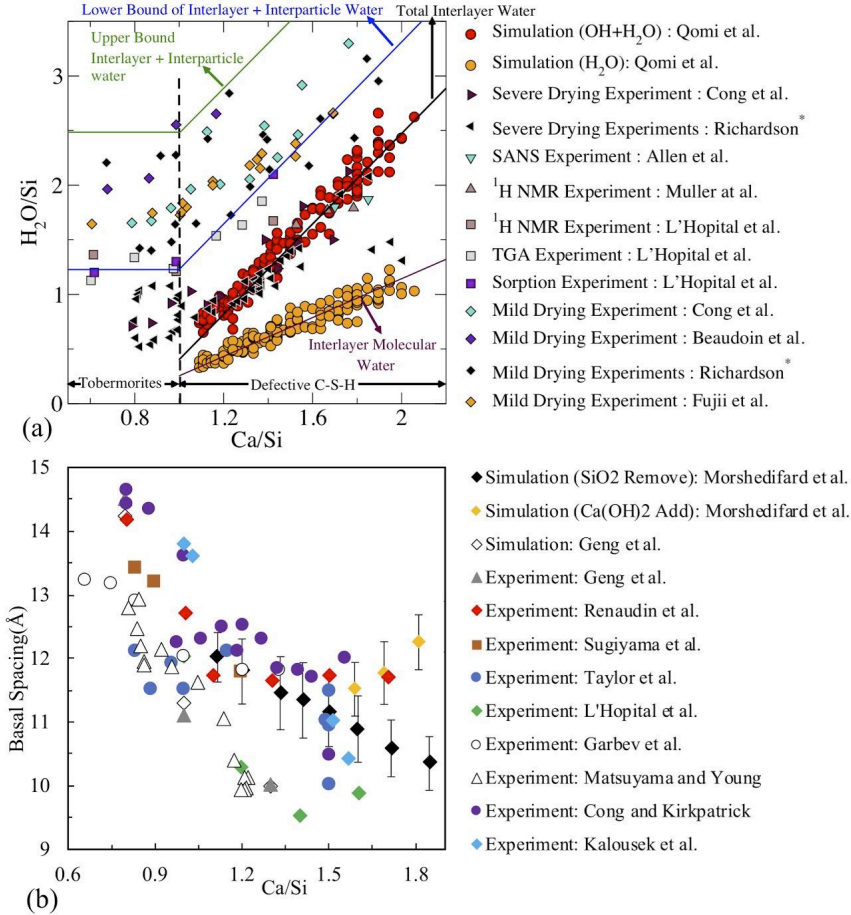 Lower Bound of Interlayer + Interparticle Water
Total Interlayer Water
Upper Bound
Interlayer + Interparticle
water
3
2
1
0
H2O/Si
Interlayer Molecular
Water
Tobermorites
Defective C-S-H
0.8
1.2
1.6
2
Ca/Si
(a)
Simulation (OH+H2O) : Qomi et al.
Simulation (H2O): Qomi et al.
Severe Drying Experiment : Cong et al.
Severe Drying Experiments : Richardson*
SANS Experiment : Allen et al.
1H NMR Experiment : Muller at al.
1H NMR Experiment : L'Hopital et al.
TGA Experiment : L'Hopital et al.
Sorption Experiment : L'Hopital et al.
Mild Drying Experiment : Cong et al.
Mild Drying Experiment : Beaudoin et al.
Mild Drying Experiments : Richardson*
Mild Drying Experiment : Fujii et al.
15
14
13
12
11
10
9
Basal Spacing(Å)
0.6
0.9
1.2
1.5
1.8
Ca/Si
(b)
Simulation (SiO2 Remove): Morshedifard et al.
Simulation (Ca(OH)2 Add): Morshedifard et al.
Simulation: Geng et al.
Experiment: Geng et al.
Experiment: Renaudin et al.
Experiment: Sugiyama et al.
Experiment: Taylor et al.
Experiment: L'Hopital et al.
Experiment: Garbev et al.
Experiment: Matsuyama and Young
Experiment: Cong and Kirkpatrick
Experiment: Kalousek et al.